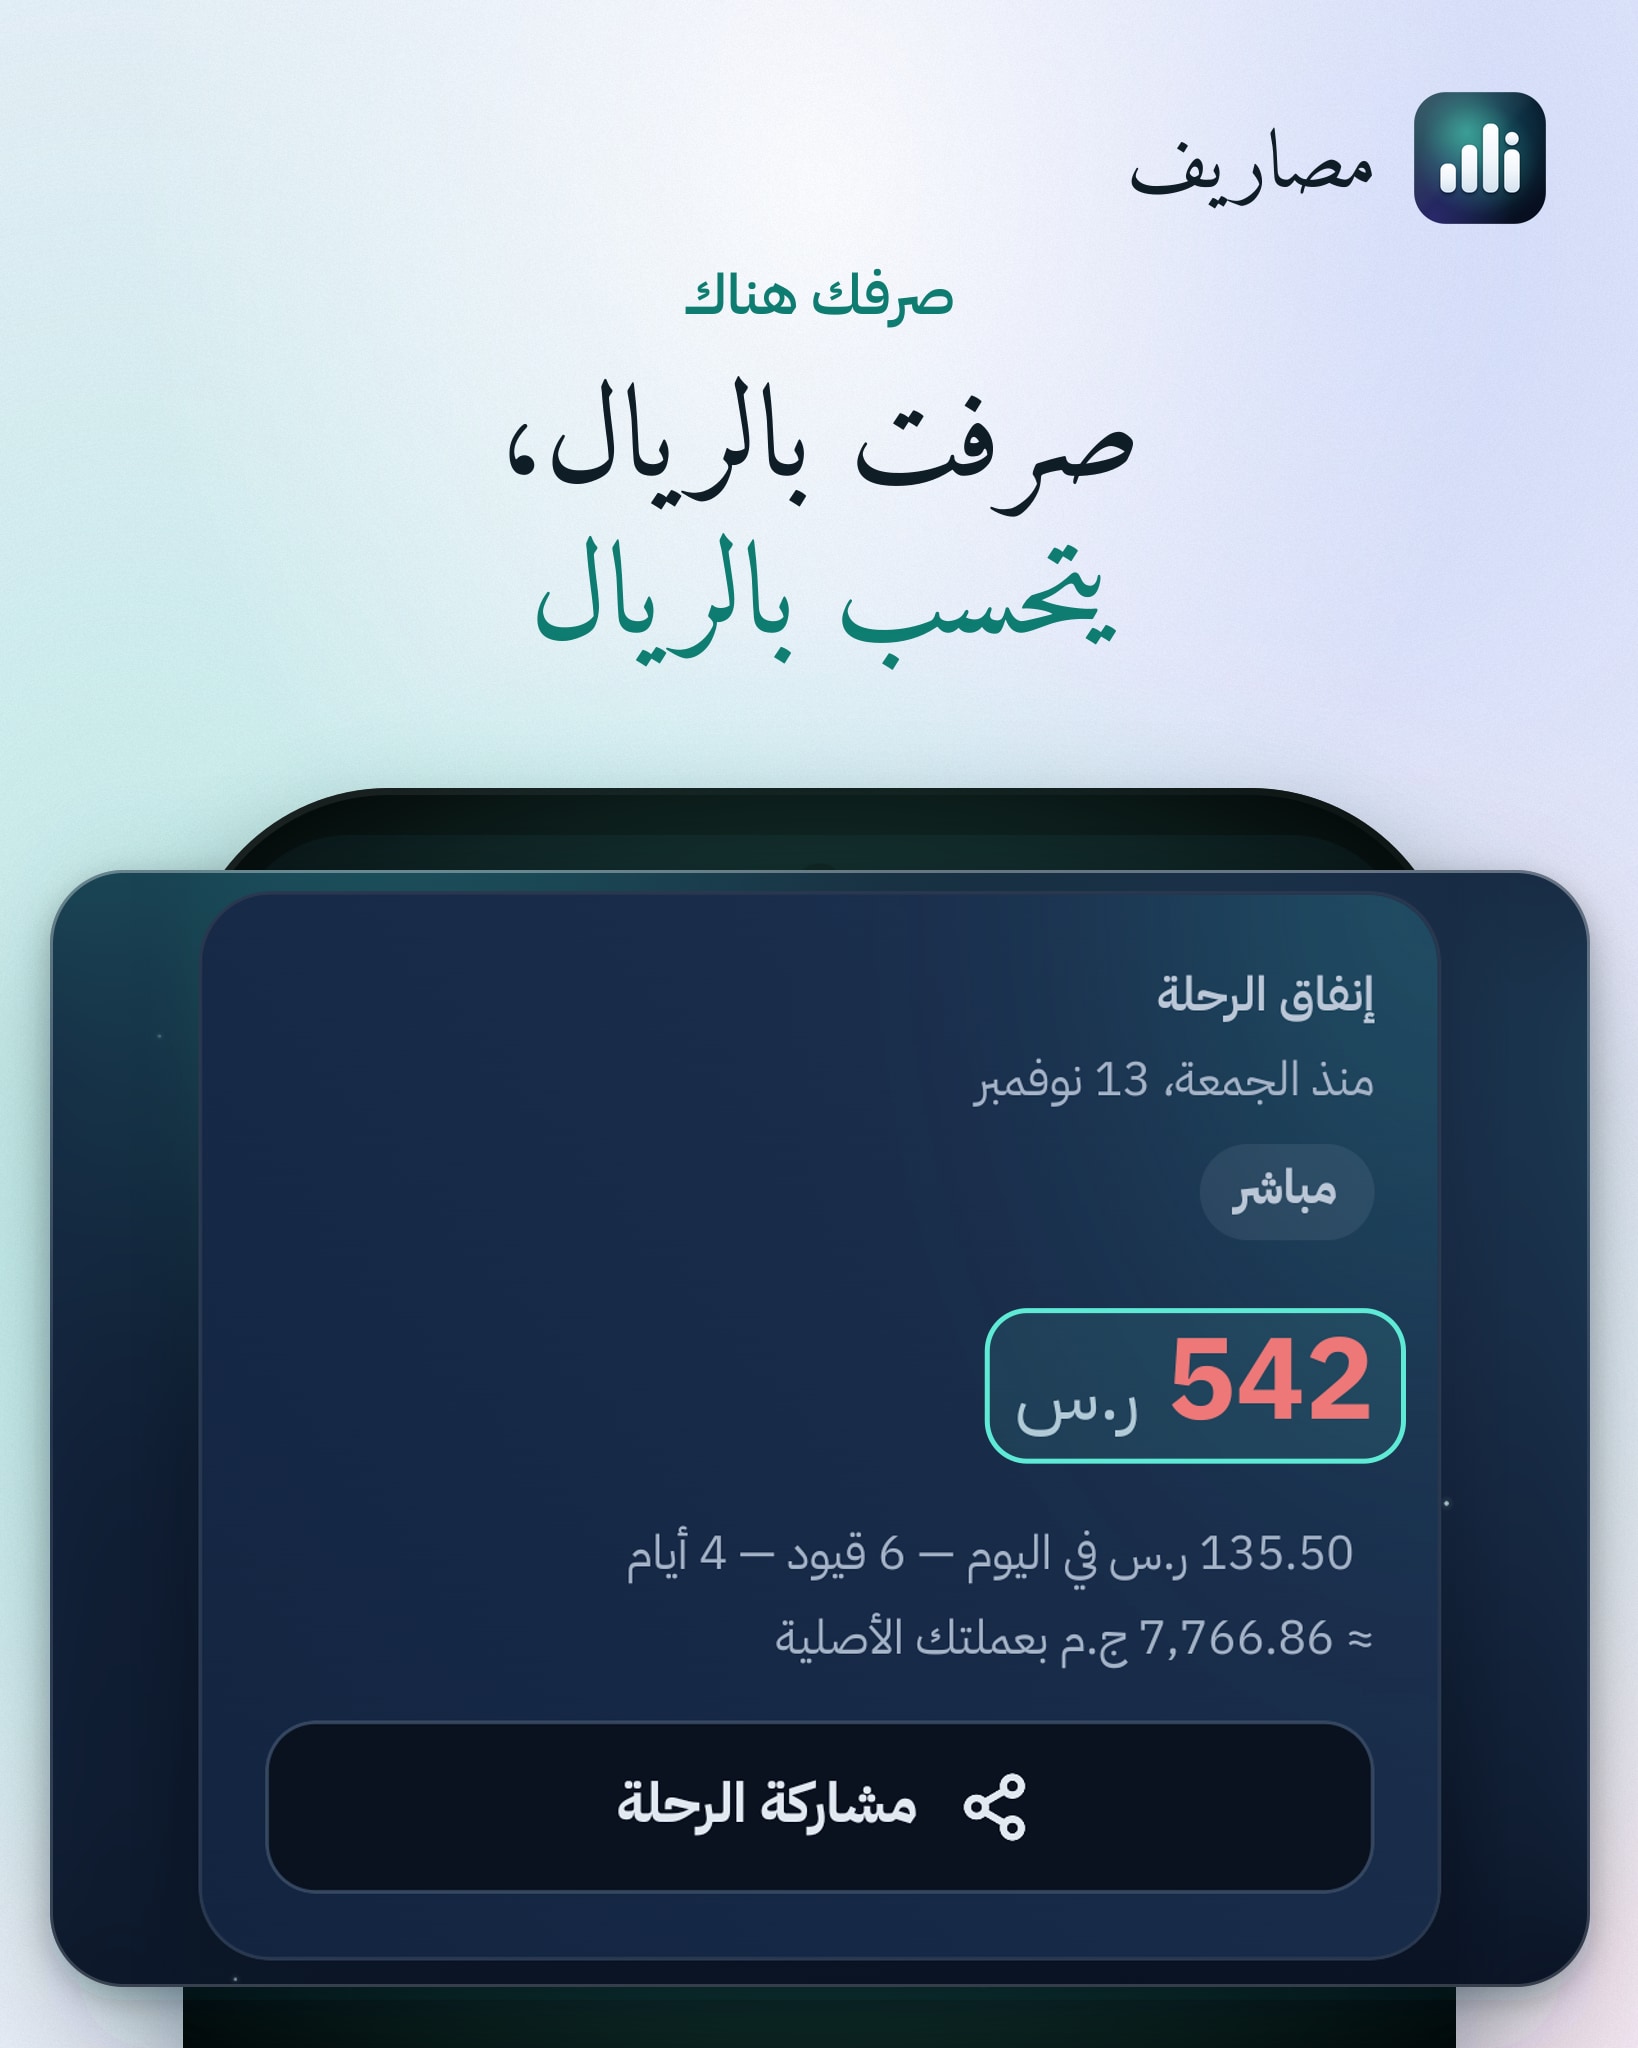 مصاريف
صرفك هناك
صرفت بالريال،
يتحسب بالريال
إنفاق الرحلة
منذ الجمعة، 13 نوفمبر
مباشر
542 ر.س
135.50 ر.س في اليوم — 6 قيود — 4 أيام
≈ 7,766.86 ج.م بعملتك الأصلية
مشاركة الرحلة